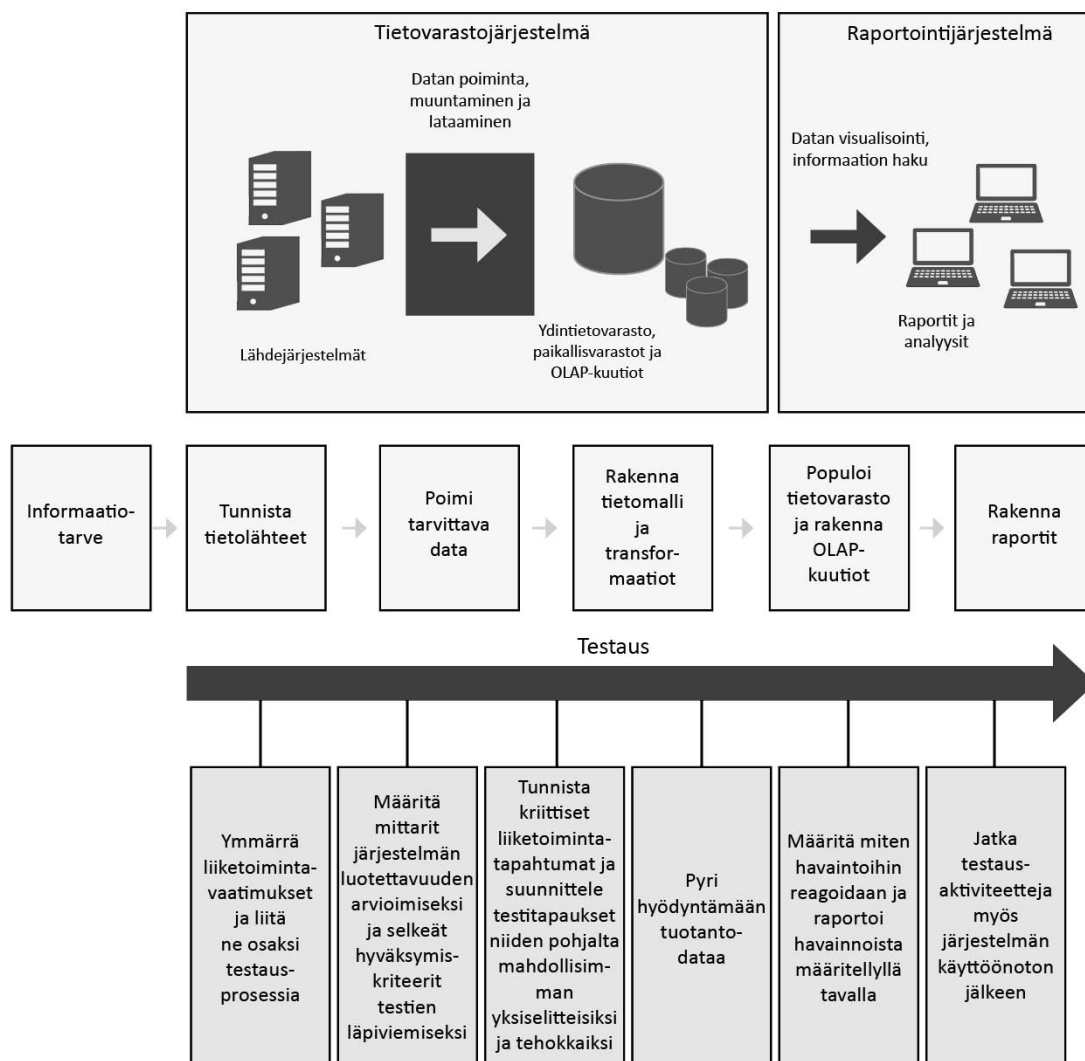 Tietovarastojärjestelmä
Datan poiminta,
muuntaminen ja
lataaminen
Lähdejärjestelmät
Ydintietovarasto,
paikallisvarastot ja
OLAP-kuutiot
Raportointijärjestelmä
Datan visualisointi,
informaation haku
Raportit ja
analyysit
Informaatio-
tarve
Tunnista
tietolähteet
Poimi
tarvittava
data
Rakenna
tietomalli
ja
transfor-
maatiot
Populoi
tietovarasto
ja rakenna
OLAP-
kuutiot
Rakenna
raportit
Testaus
Ymmärrä
liiketoiminta-
vaatimukset
ja liitä
ne osaksi
testaus-
prosessia
Määritä
mittarit
järjestelmän
luotettavuuden
arvioimiseksi
ja selkeät
hyväksymis-
kriteerit
testien
läpiviemiseksi
Tunnista
kriittiset
liiketoiminta-
tapahtumat ja
suunnittele
testitapaukset
niiden pohjalta
mahdollisim-
man
yksiselitteisiksi
ja tehokkaiksi
Pyri
hyödyntämään
tuotanto-
dataa
Määritä miten
havaintoihin
reagoidaan ja
raportoi
havainnoista
määritellyllä
tavalla
Jatka
testaus-
aktiviteetteja
myös
järjestelmän
käyttöönoton
jälkeen